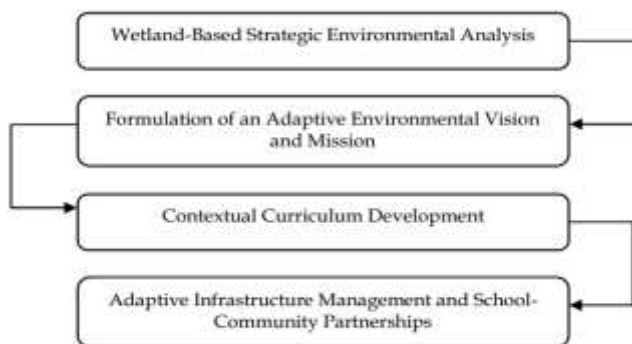 Wetland-Based Strategic Environmental Analysis
Formulation of an Adaptive Environmental Vision
and Mission
Contextual Curriculum Development
Adaptive Infrastructure Management and School-
Community Partnerships